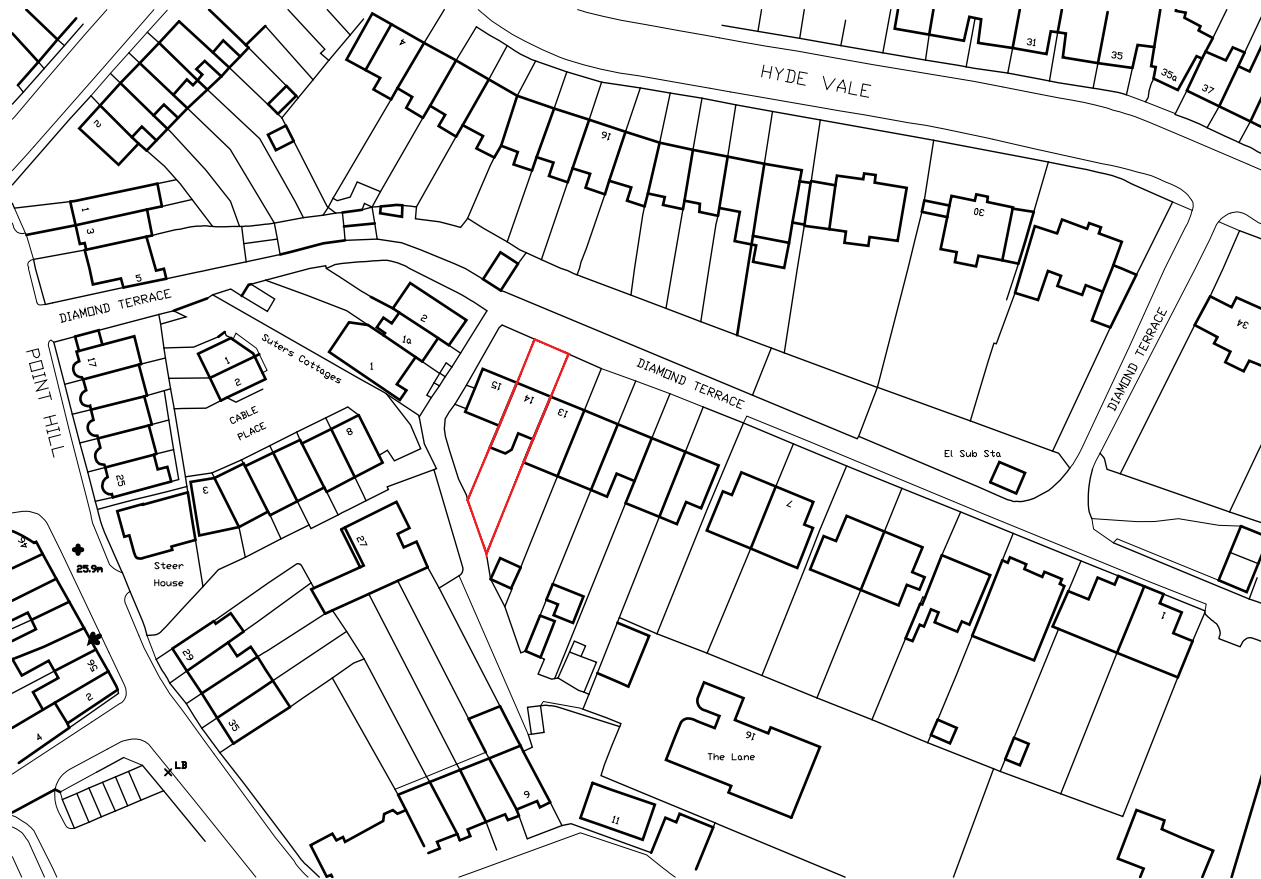 HYDE VALE
31
35
35a
37
4
2
16
1
3
5
30
34
DIAMOND TERRACE
DIAMOND TERRACE
DIAMOND TERRACE
POINT HILL
17
25
1
2
Suters Cottages
CABLE
PLACE
1
1a
2
15
14
13
8
3
7
1
El Sub Sta
27
Steer
House
25.9m
46
56
2
4
29
35
LB
16
The Lane
9
11